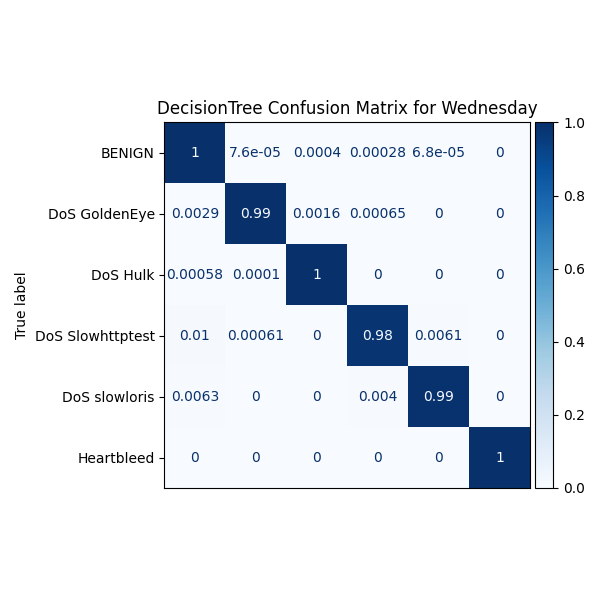 DecisionTree Confusion Matrix for Wednesday
BENIGN 1 7.6e-05 0.0004 0.00028 6.8e-05 0
DoS GoldenEye 0.0029 0.99 0.0016 0.00065 0 0
DoS Hulk 0.00058 0.0001 1 0 0 0
DoS Slowhttptest 0.01 0.00061 0 0.98 0.0061 0
DoS slowloris 0.0063 0 0 0.004 0.99 0
Heartbleed 0 0 0 0 0 1
True label
1.0
0.8
0.6
0.4
0.2
0.0